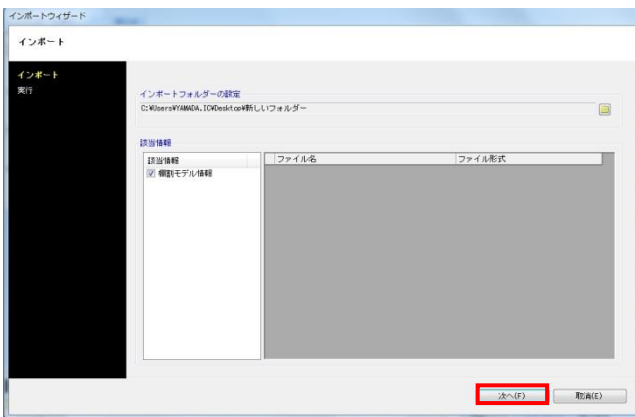 インポートウィザード
インポート
インポート
実行
インポートフォルダーの設定
C:¥Users¥YAMADA.IC¥Desktop¥新しいフォルダー
該当情報
該当情報
ファイル名
ファイル形式
棚割モデル情報
次へ(F)
取消(E)